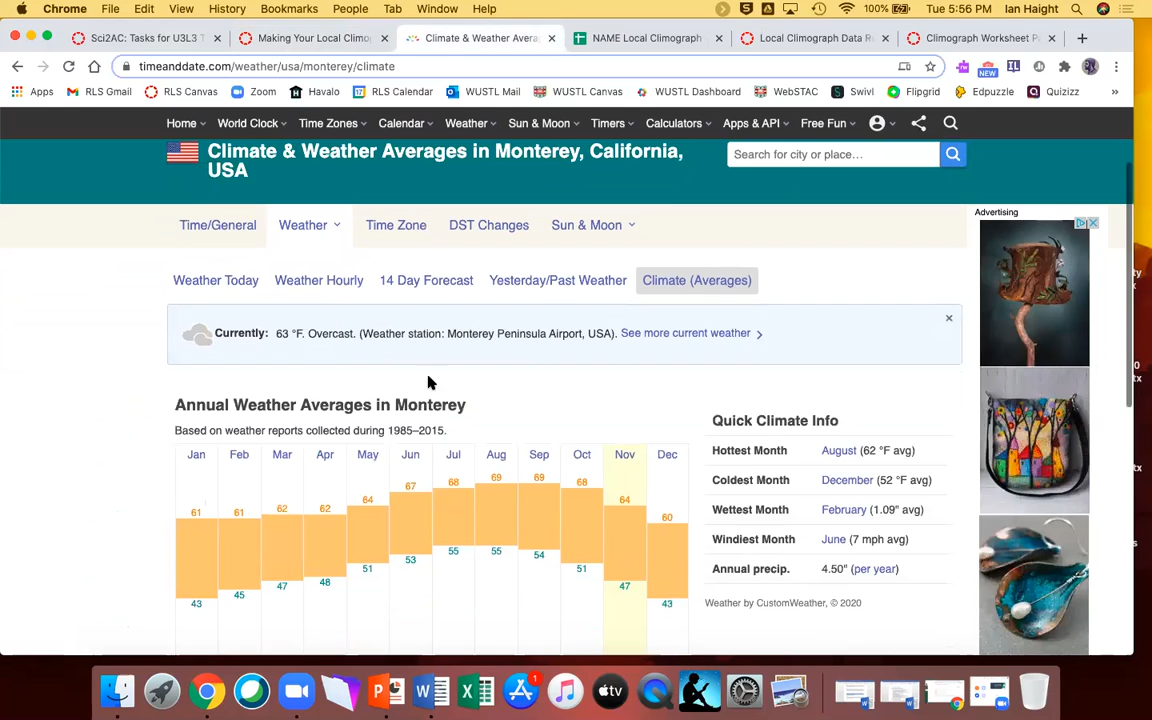 Chrome File Edit View History Bookmarks People Tab Window Help 100% Tue 5:56 PM Ian Haight
Sci2AC: Tasks for U3L3 T Making Your Local Climo Climate & Weather Avera NAME Local Climograph Local Climograph Data R Climograph Worksheet P
timeanddate.com/weather/usa/monterey/climate NEW
Apps RLS Gmail RLS Canvas Zoom Havalo RLS Calendar WUSTL Mail WUSTL Canvas WUSTL Dashboard WebSTAC Swivl Flipgrid Edpuzzle Quizizz »
Home World Clock Time Zones Calendar Weather Sun & Moon Timers Calculators Apps & API Free Fun
Climate & Weather Averages in Monterey, California,
USA
Search for city or place...
Time/General Weather Time Zone DST Changes Sun & Moon
Advertising
Weather Today Weather Hourly 14 Day Forecast Yesterday/Past Weather Climate (Averages)
Currently: 63 °F. Overcast. (Weather station: Monterey Peninsula Airport, USA). See more current weather
Annual Weather Averages in Monterey
Based on weather reports collected during 1985–2015.
Jan Feb Mar Apr May Jun Jul Aug Sep Oct Nov Dec
61 61 62 62 64 67 68 69 69 68 64 60
43 45 47 48 51 53 55 55 54 51 47 43
Quick Climate Info
Hottest Month August (62 °F avg)
Coldest Month December (52 °F avg)
Wettest Month February (1.09" avg)
Windiest Month June (7 mph avg)
Annual precip. 4.50" (per year)
Weather by CustomWeather, © 2020
ty
0
tx
tx
s
1
tv